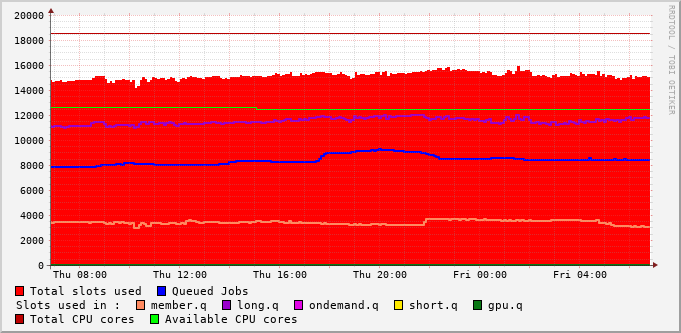 RRDTOOL / TOBI OETIKER
20000
18000
16000
14000
12000
10000
8000
6000
4000
2000
0
Thu 08:00 Thu 12:00 Thu 16:00 Thu 20:00 Fri 00:00 Fri 04:00
Total slots used Queued Jobs
Slots used in : member.q long.q ondemand.q short.q gpu.q
Total CPU cores Available CPU cores